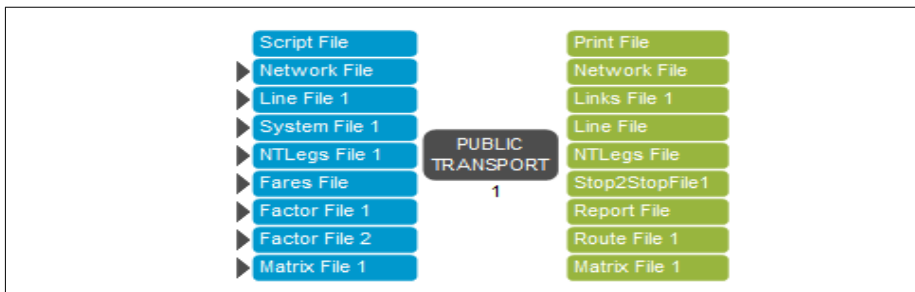 Script File
Network File
Line File 1
System File 1
NTLegs File 1
Fares File
Factor File 1
Factor File 2
Matrix File 1
PUBLIC
TRANSPORT
1
Print File
Network File
Links File 1
Line File
NTLegs File
Stop2StopFile1
Report File
Route File 1
Matrix File 1